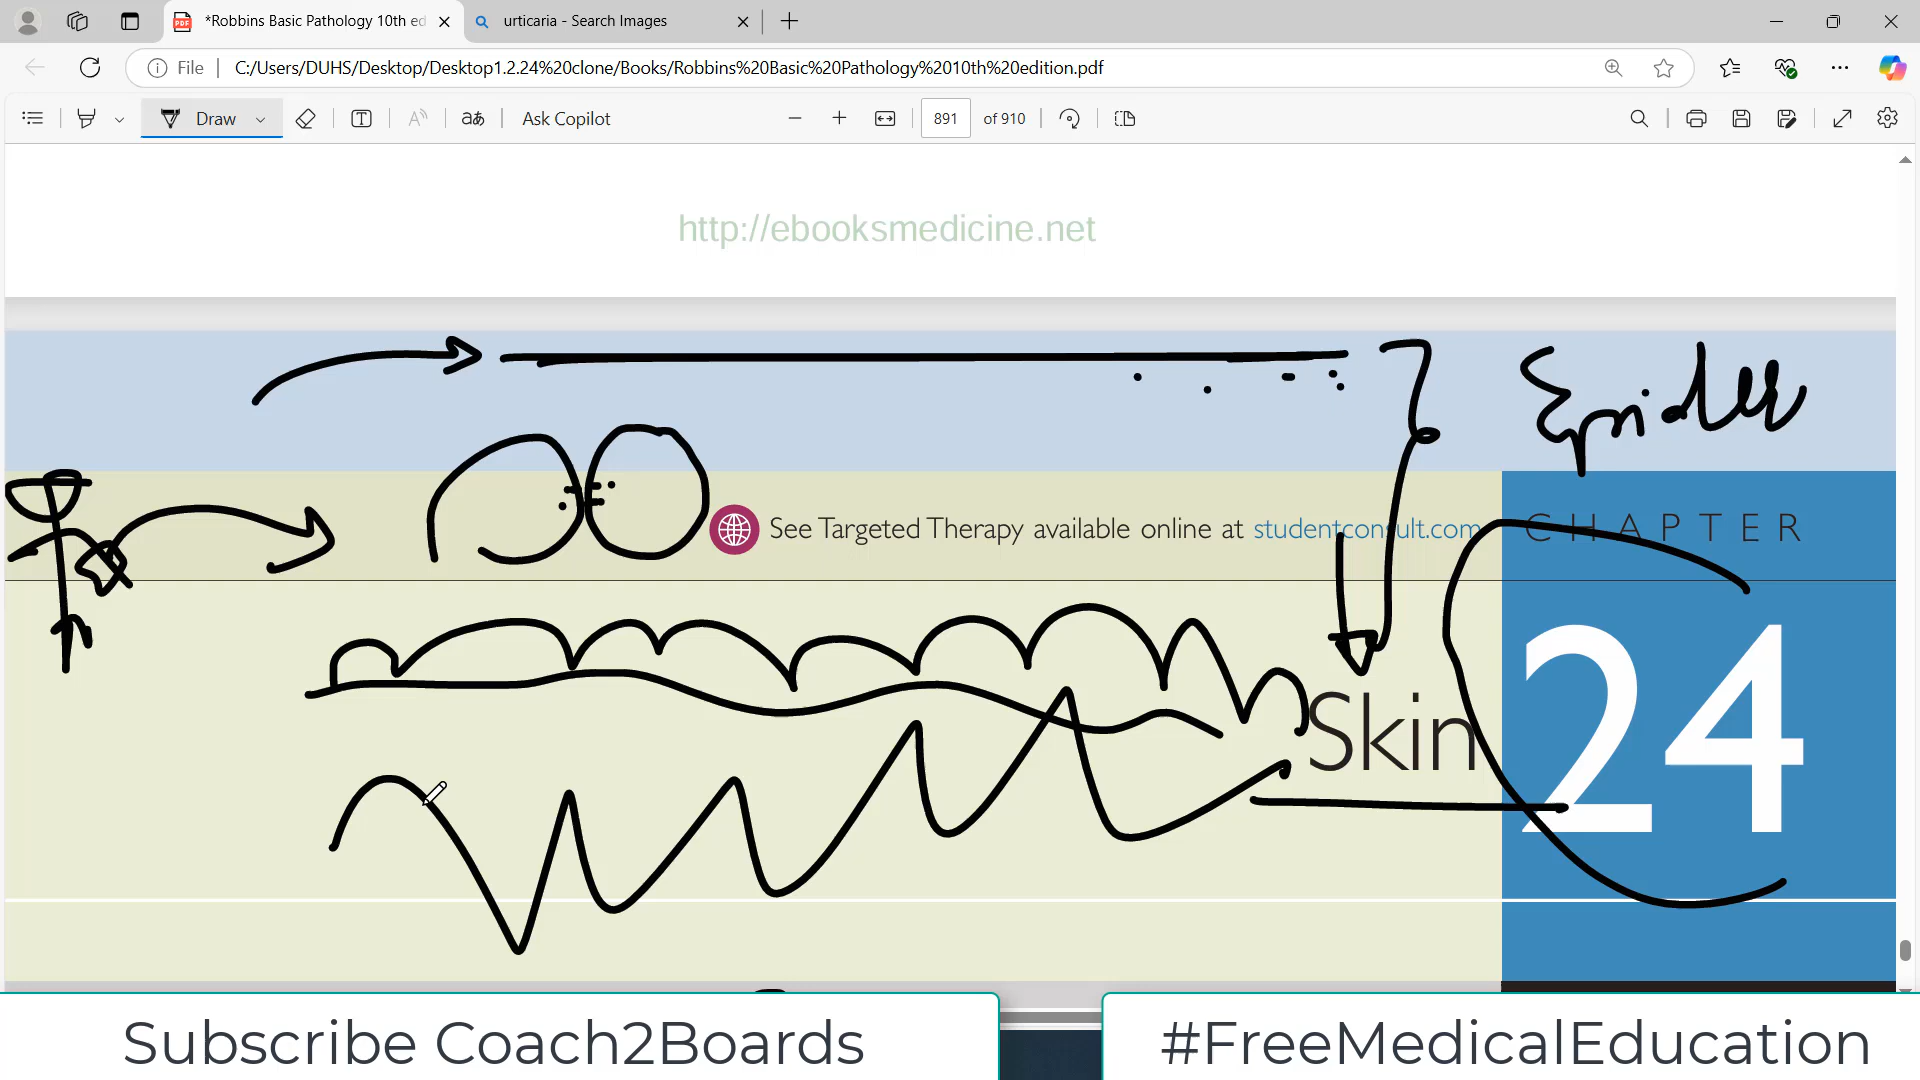 *Robbins Basic Pathology 10th ed
urticaria - Search Images
File
C:/Users/DUHS/Desktop/Desktop1.2.24%20clone/Books/Robbins%20Basic%20Pathology%2010th%20edition.pdf
Draw
aあ
Ask Copilot
891 of 910
http://ebooksmedicine.net
See Targeted Therapy available online at studentconsult.com
CHAPTER
24
Skin
Subscribe Coach2Boards
#FreeMedicalEducation